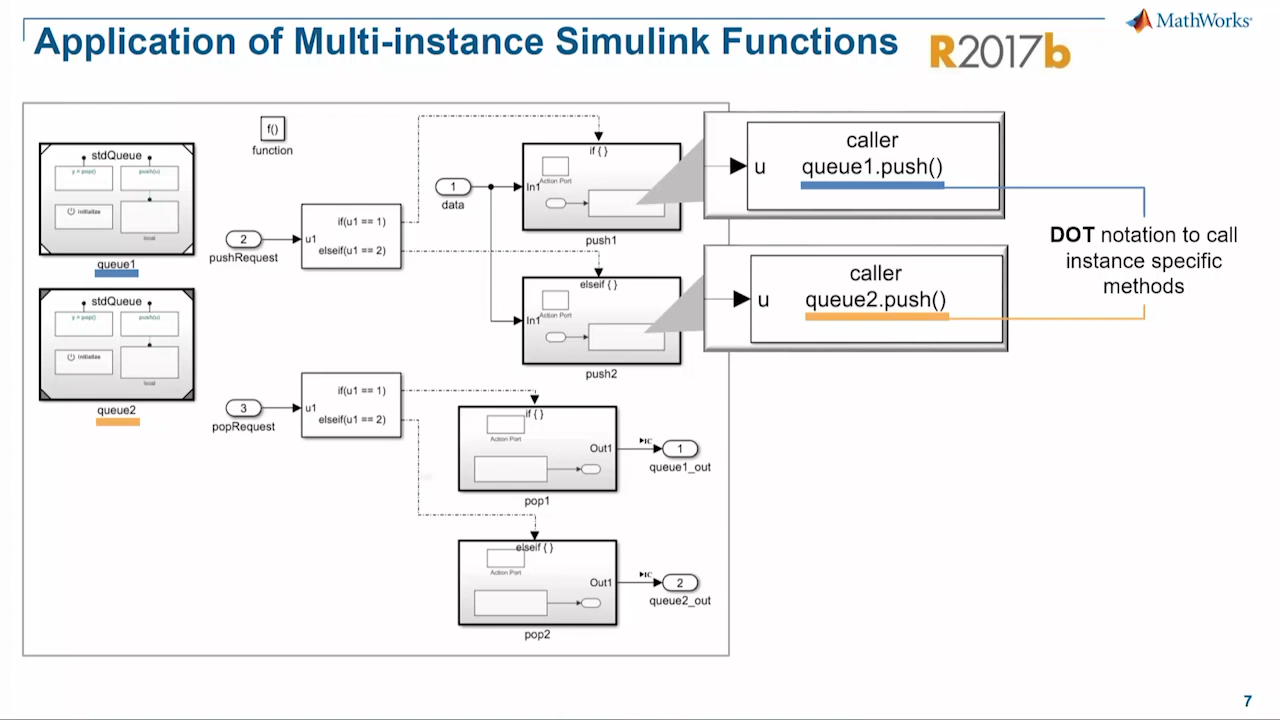 MathWorks®
Application of Multi-instance Simulink Functions
R2017b
stdQueue
y = pop()
push(u)
Initialize
local
queue1
stdQueue
y = pop()
push(u)
Initialize
local
queue2
f()
function
2
pushRequest
u1
if(u1 == 1)
elseif(u1 == 2)
1
data
if { }
Action Port
In1
push1
elseif { }
Action Port
In1
push2
caller
u queue1.push()
caller
u queue2.push()
DOT notation to call
instance specific
methods
3
popRequest
u1
if(u1 == 1)
elseif(u1 == 2)
if { }
Action Port
Out1
pop1
IC
1
queue1_out
elseif { }
Action Port
Out1
pop2
IC
2
queue2_out
7